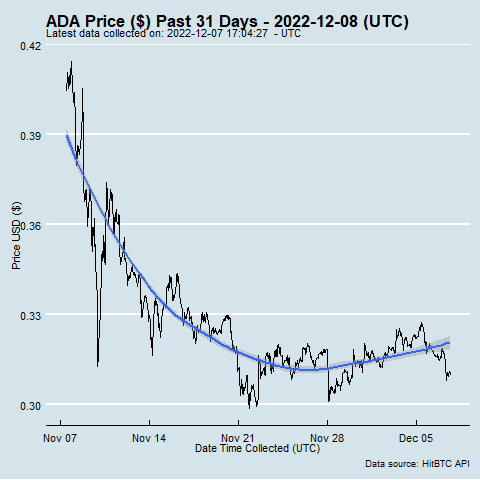 ADA Price ($) Past 31 Days - 2022-12-08 (UTC)
Latest data collected on: 2022-12-07 17:04:27 - UTC
0.42
0.39
0.36
0.33
0.30
Price USD ($)
Nov 07 Nov 14 Nov 21 Nov 28 Dec 05
Date Time Collected (UTC)
Data source: HitBTC API